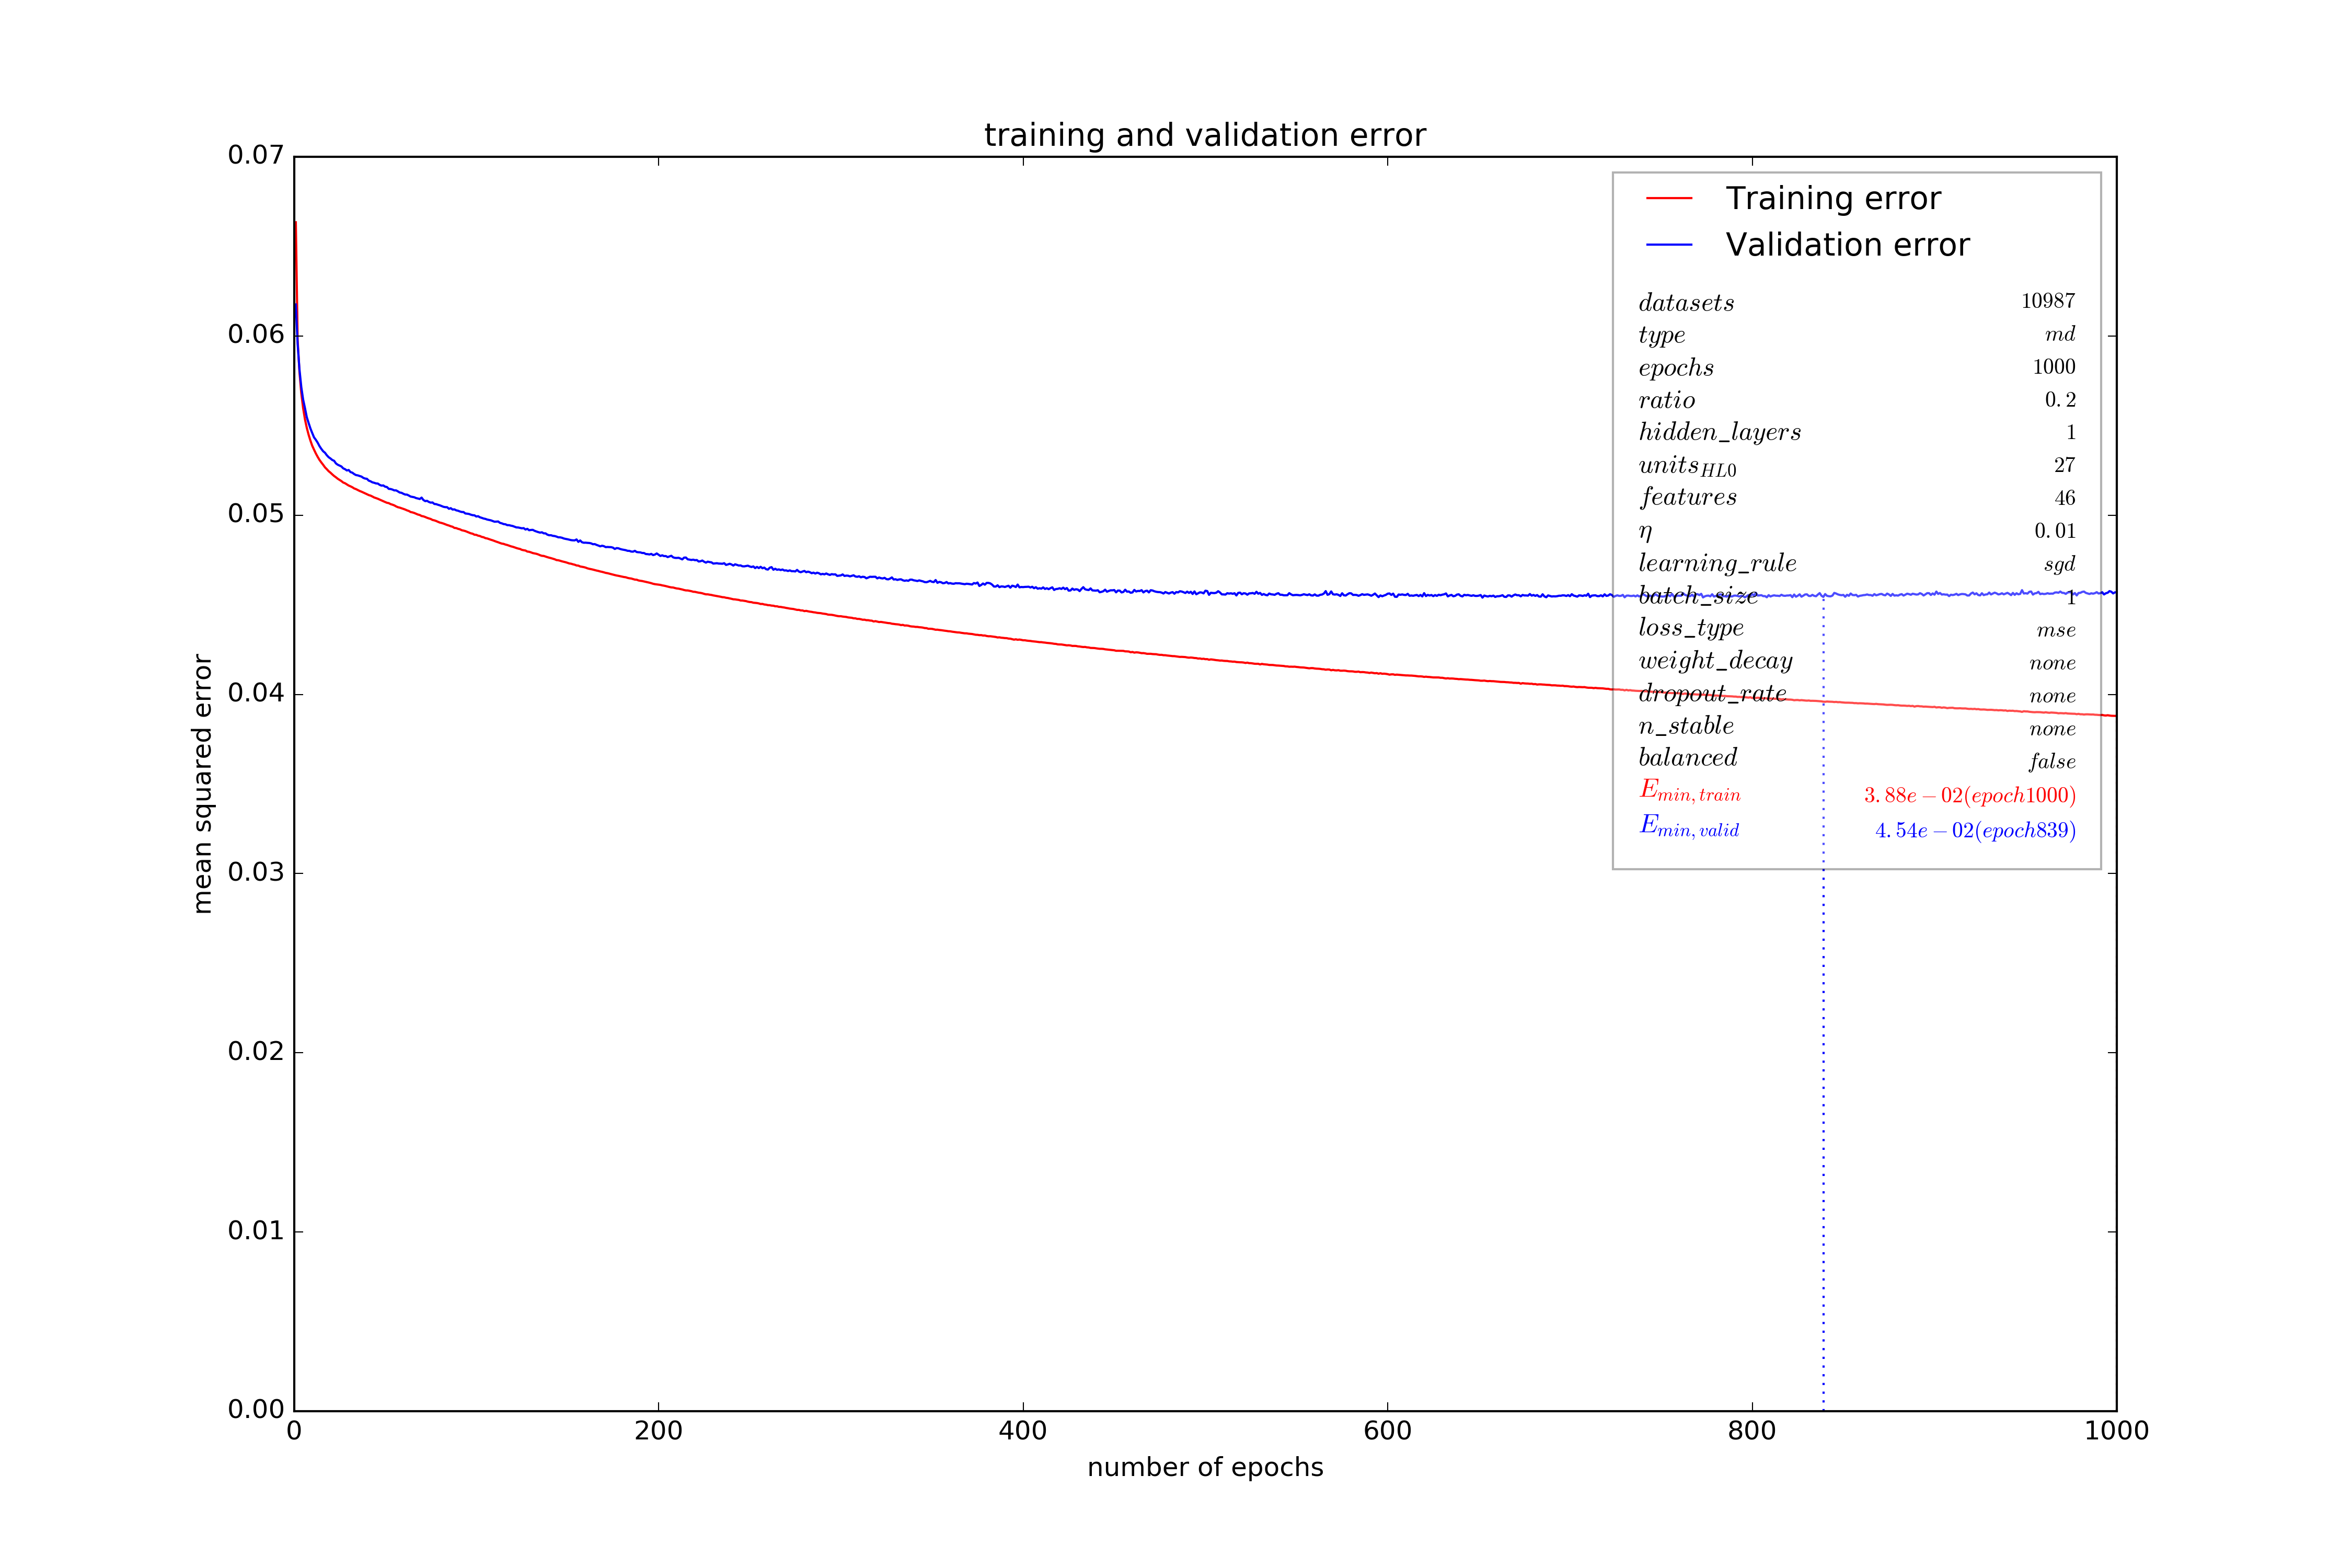 training and validation error
0.07
0.06
0.05
0.04
0.03
0.02
0.01
0.00
mean squared error
0 200 400 600 800 1000
number of epochs
Training error
Validation error
datasets 10987
type md
epochs 1000
ratio 0.2
hidden_layers 1
units_HL0 27
features 46
η 0.01
learning_rule sgd
batch_size 1
loss_type mse
weight_decay none
dropout_rate none
n_stable none
balanced false
E_min,train 3.88e−02(epoch1000)
E_min,valid 4.54e−02(epoch839)